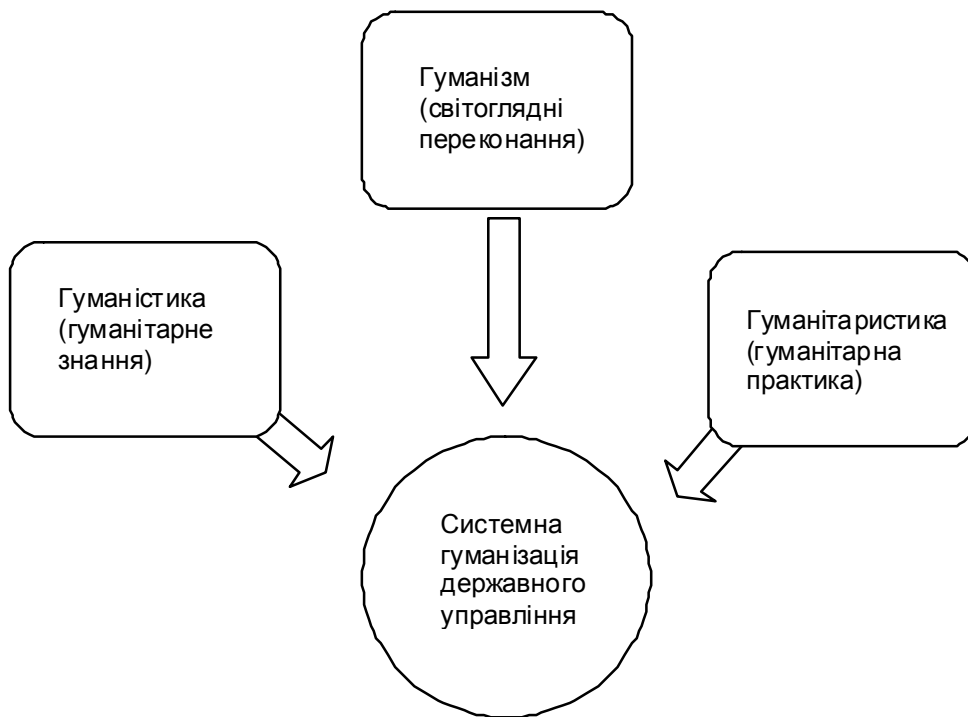 Гуманізм
(світоглядні
переконання)
Гуманістика
(гуманітарне
знання)
Гуманітаристика
(гуманітарна
практика)
Системна
гуманізація
державного
управління